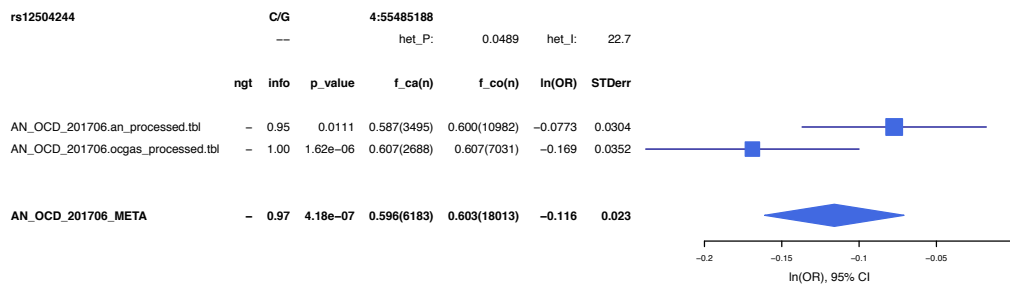 rs12504244 C/G 4:55485188
−− het_P: 0.0489 het_I: 22.7
ngt info p_value f_ca(n) f_co(n) ln(OR) STDerr
AN_OCD_201706.an_processed.tbl − 0.95 0.0111 0.587(3495) 0.600(10982) −0.0773 0.0304
AN_OCD_201706.ocgas_processed.tbl − 1.00 1.62e−06 0.607(2688) 0.607(7031) −0.169 0.0352
AN_OCD_201706_META − 0.97 4.18e−07 0.596(6183) 0.603(18013) −0.116 0.023
−0.2 −0.15 −0.1 −0.05
ln(OR), 95% CI